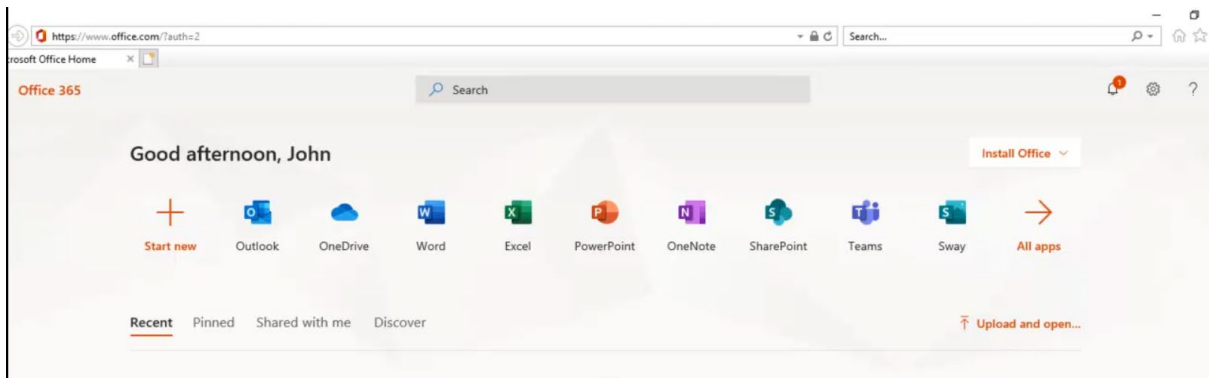 https://www.office.com/?auth=2
Search...
rosoft Office Home
Office 365
Search
1
?
Good afternoon, John
Install Office
Start new
Outlook
OneDrive
Word
Excel
PowerPoint
OneNote
SharePoint
Teams
Sway
All apps
Recent
Pinned
Shared with me
Discover
Upload and open...